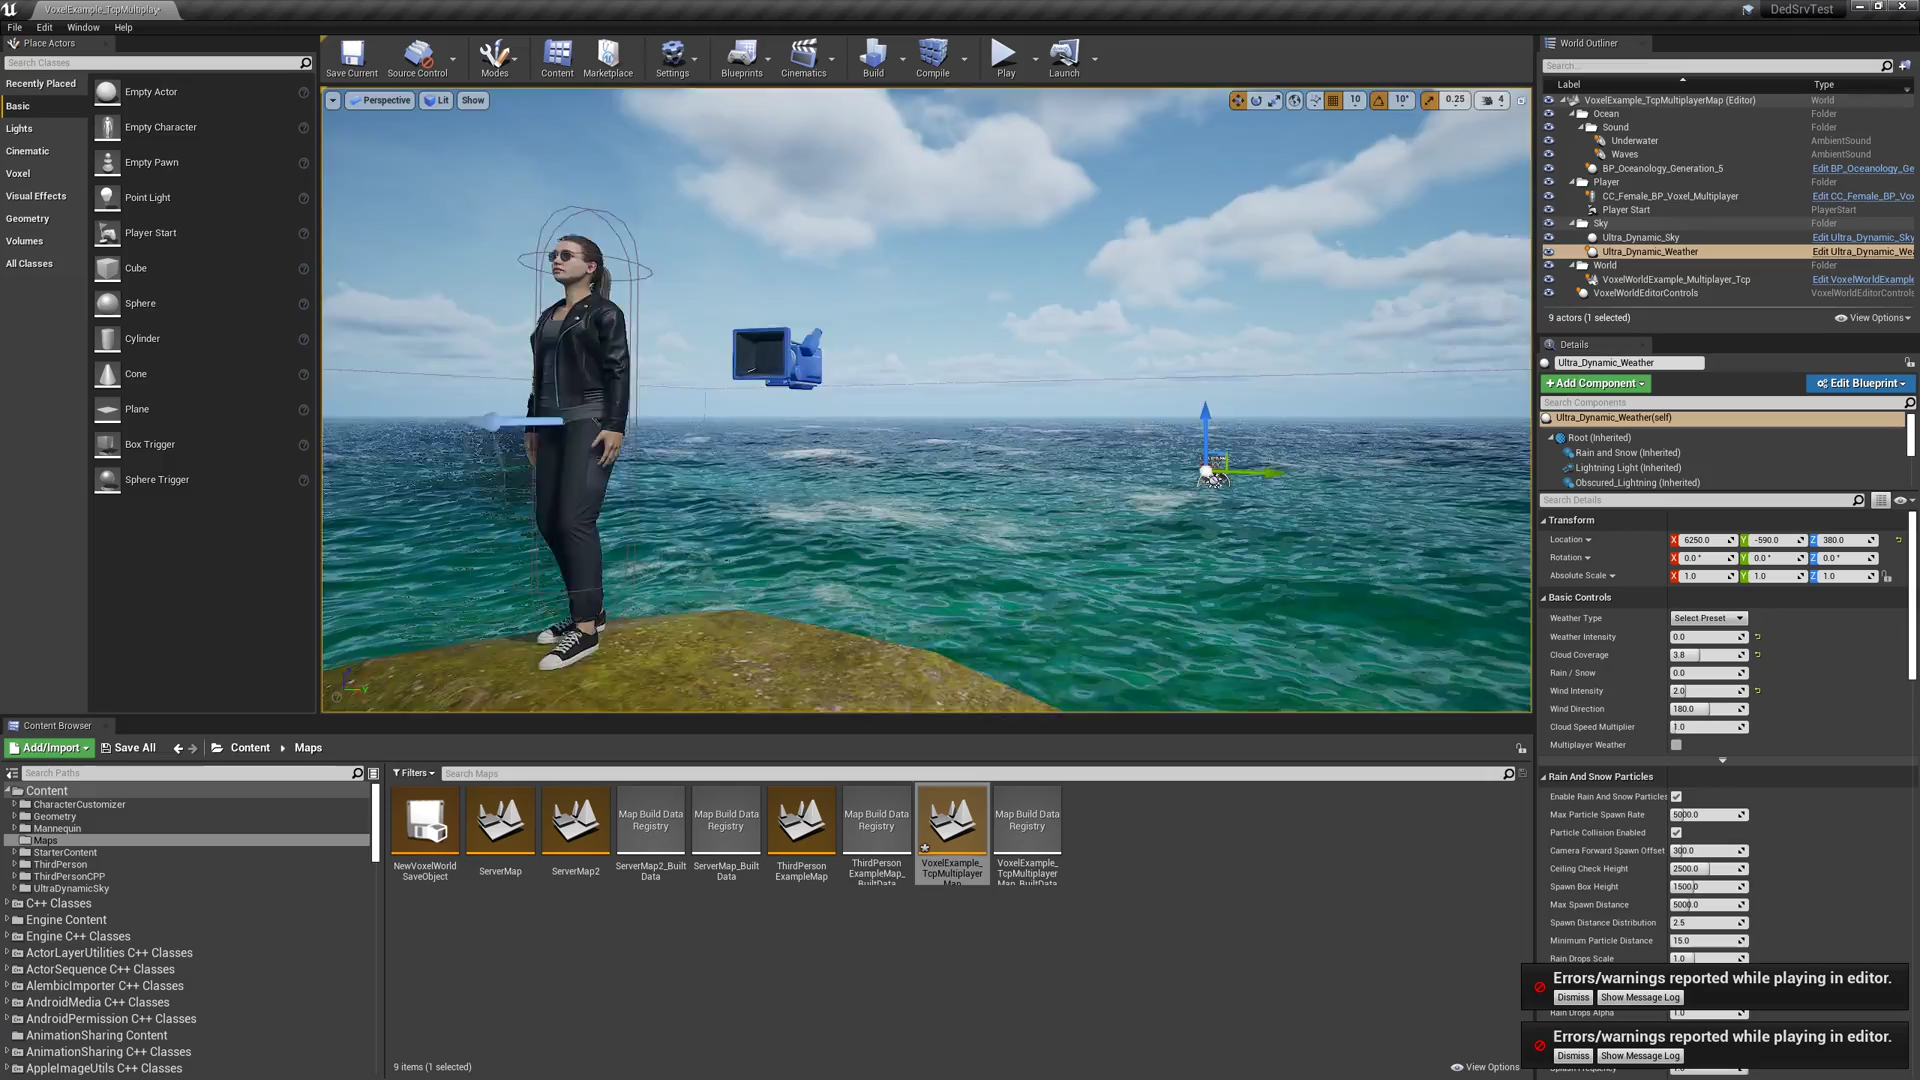 VoxelExample_TcpMultiplay
DedSrvTest
File Edit Window Help
Place Actors
Search Classes
Recently Placed
Basic
Lights
Cinematic
Voxel
Visual Effects
Geometry
Volumes
All Classes
Empty Actor
Empty Character
Empty Pawn
Point Light
Player Start
Cube
Sphere
Cylinder
Cone
Plane
Box Trigger
Sphere Trigger
Save Current Source Control Modes Content Marketplace Settings Blueprints Cinematics Build Compile Play Launch
Perspective Lit Show
10 10° 0.25 4
World Outliner
Search...
Label Type
VoxelExample_TcpMultiplayerMap (Editor) World
Ocean Folder
Sound Folder
Underwater AmbientSound
Waves AmbientSound
BP_Oceanology_Generation_5 Edit BP_Oceanology_Ge
Player Folder
CC_Female_BP_Voxel_Multiplayer Edit CC_Female_BP_Vox
Player Start PlayerStart
Sky Folder
Ultra_Dynamic_Sky Edit Ultra_Dynamic_Sky
Ultra_Dynamic_Weather Edit Ultra_Dynamic_Wea
World Folder
VoxelWorldExample_Multiplayer_Tcp Edit VoxelWorldExample
VoxelWorldEditorControls VoxelWorldEditorControls
9 actors (1 selected) View Options
Details
Ultra_Dynamic_Weather
+Add Component Edit Blueprint
Search Components
Ultra_Dynamic_Weather(self)
Root (Inherited)
Rain and Snow (Inherited)
Lightning Light (Inherited)
Obscured_Lightning (Inherited)
Search Details
Transform
Location X 6250.0 Y -590.0 Z 380.0
Rotation X 0.0° Y 0.0° Z 0.0°
Absolute Scale X 1.0 Y 1.0 Z 1.0
Basic Controls
Weather Type Select Preset
Weather Intensity 0.0
Cloud Coverage 3.8
Rain / Snow 0.0
Wind Intensity 2.0
Wind Direction 180.0
Cloud Speed Multiplier 1.0
Multiplayer Weather
Rain And Snow Particles
Enable Rain And Snow Particles
Max Particle Spawn Rate 5000.0
Particle Collision Enabled
Camera Forward Spawn Offset 300.0
Ceiling Check Height 2500.0
Spawn Box Height 1500.0
Max Spawn Distance 5000.0
Spawn Distance Distribution 2.5
Minimum Particle Distance 15.0
Rain Drops Scale 1.0
Errors/warnings reported while playing in editor.
Dismiss Show Message Log
Rain Drops Alpha 1.0
Errors/warnings reported while playing in editor.
Dismiss Show Message Log
Content Browser
Add/Import Save All Content Maps
Search Paths
Filters Search Maps
Content
CharacterCustomizer
Geometry
Mannequin
Maps
StarterContent
ThirdPerson
ThirdPersonCPP
UltraDynamicSky
C++ Classes
Engine Content
Engine C++ Classes
ActorLayerUtilities C++ Classes
ActorSequence C++ Classes
AlembicImporter C++ Classes
AndroidMedia C++ Classes
AndroidPermission C++ Classes
AnimationSharing Content
AnimationSharing C++ Classes
AppleImageUtils C++ Classes
NewVoxelWorld
SaveObject
ServerMap
ServerMap2
Map Build Data
Registry
ServerMap2_Built
Data
Map Build Data
Registry
ServerMap_Built
Data
ThirdPerson
ExampleMap
Map Build Data
Registry
ThirdPerson
ExampleMap_
BuiltData
VoxelExample_
TcpMultiplayer
Map
Map Build Data
Registry
VoxelExample_
TcpMultiplayer
Map_BuiltData
9 items (1 selected)
View Options